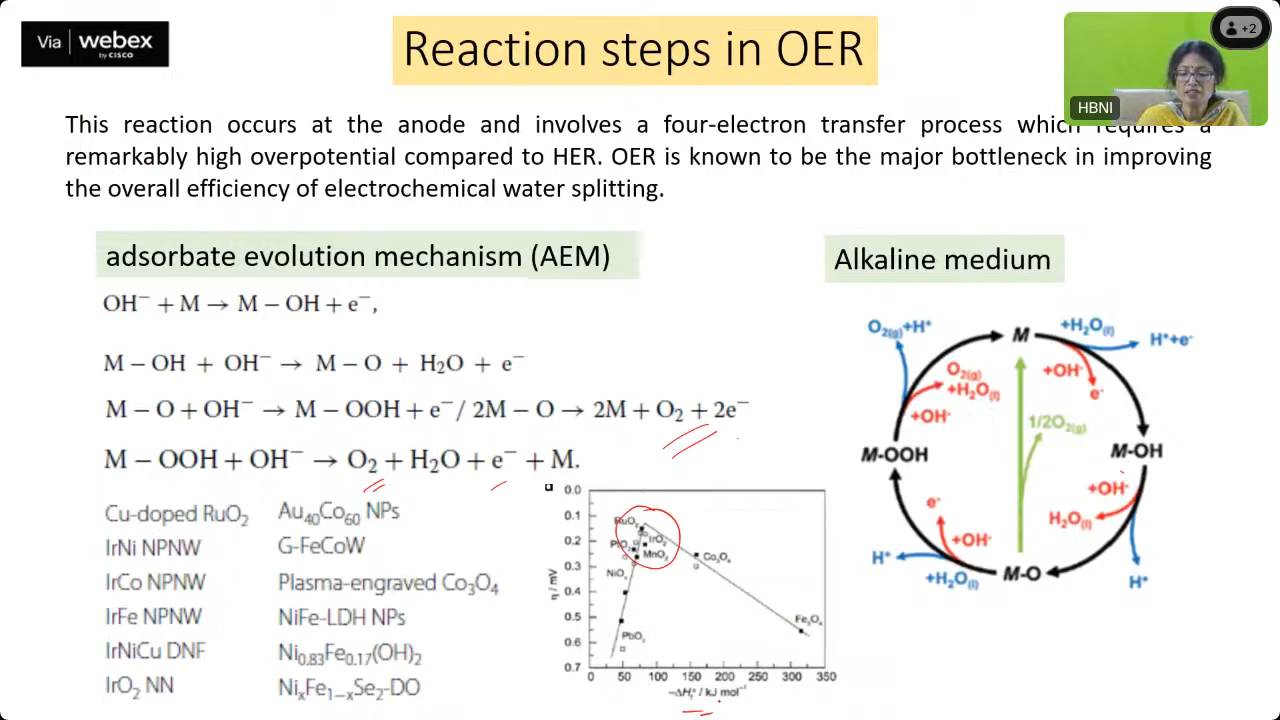 Via webex
by CISCO
Reaction steps in OER
+2
HBNI
This reaction occurs at the anode and involves a four-electron transfer process which requires a
remarkably high overpotential compared to HER. OER is known to be the major bottleneck in improving
the overall efficiency of electrochemical water splitting.
adsorbate evolution mechanism (AEM)
OH⁻ + M → M – OH + e⁻,
M – OH + OH⁻ → M – O + H₂O + e⁻
M – O + OH⁻ → M – OOH + e⁻/ 2M – O → 2M + O₂ + 2e⁻
M – OOH + OH⁻ → O₂ + H₂O + e⁻ + M.
Cu-doped RuO₂
IrNi NPNW
IrCo NPNW
IrFe NPNW
IrNiCu DNF
IrO₂ NN
Au₄₀Co₆₀ NPs
G-FeCoW
Plasma-engraved Co₃O₄
NiFe-LDH NPs
Ni₀.₈₃Fe₀.₁₇(OH)₂
NiₓFe₁₋ₓSe₂-DO
0.0
0.1
0.2
0.3
0.4
0.5
0.6
0.7
η / mV
RuO₂
IrO₂
MnO₂
Co₃O₄
NiOₓ
PbO₂
Fe₃O₄
0 50 100 150 200 250 300 350
Alkaline medium
O₂(g)+H⁺
M
+H₂O(l)
H⁺+e⁻
O₂(g)
+H₂O(l)
+OH⁻
e⁻
+OH⁻
1/2O₂(g)
M-OOH
M-OH
e⁻
+OH⁻
H₂O(l)
+OH⁻
H⁺
+H₂O(l)
M-O
H⁺